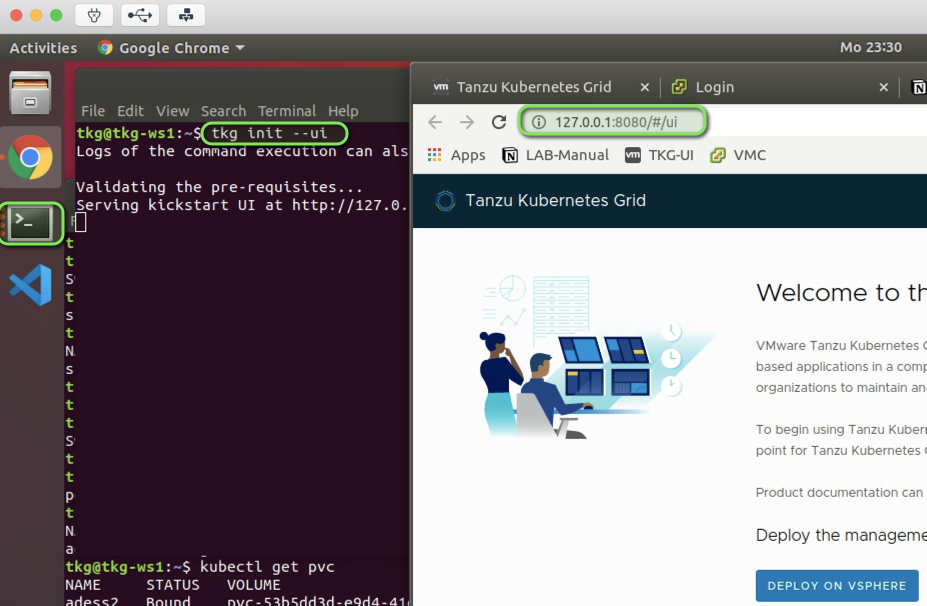 Activities
Google Chrome
Mo 23:30
File Edit View Search Terminal Help
tkg@tkg-ws1:~$ tkg init --ui
Logs of the command execution can als
Validating the pre-requisites...
Serving kickstart UI at http://127.0.
t
t
S
t
s
t
N
s
t
t
t
S
t
t
p
t
N
a
tkg@tkg-ws1:~$ kubectl get pvc
NAME STATUS VOLUME
adess2 Bound pvc-53b5dd3d-e9d4-41
vm Tanzu Kubernetes Grid ×
Login ×
127.0.0.1:8080/#/ui
Apps
LAB-Manual
vm TKG-UI
VMC
Tanzu Kubernetes Grid
Welcome to th
VMware Tanzu Kubernetes
based applications in a comp
organizations to maintain an
To begin using Tanzu Kuber
point for Tanzu Kubernetes
Product documentation can
Deploy the manageme
DEPLOY ON VSPHERE